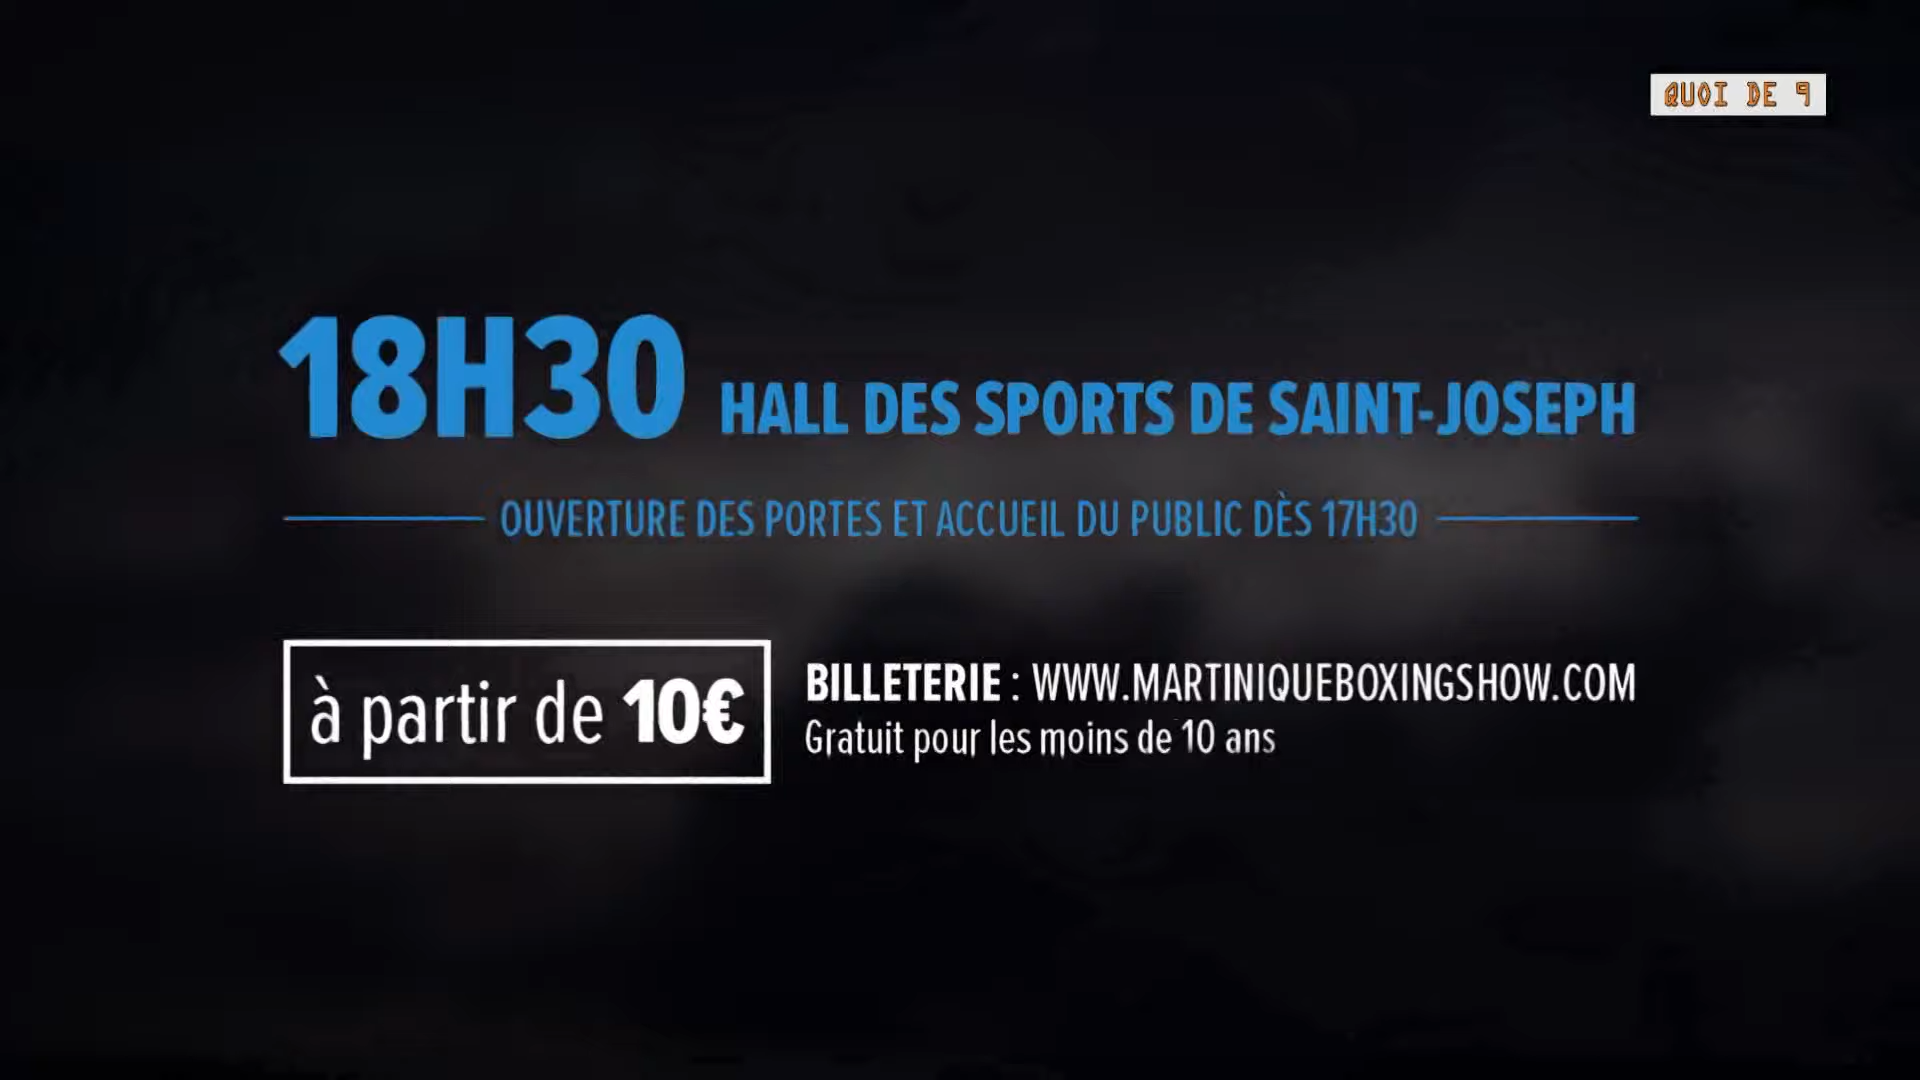 QUOI DE 9
18H30 HALL DES SPORTS DE SAINT-JOSEPH
OUVERTURE DES PORTES ET ACCUEIL DU PUBLIC DÈS 17H30
à partir de 10€
BILLETERIE : WWW.MARTINIQUEBOXINGSHOW.COM
Gratuit pour les moins de 10 ans